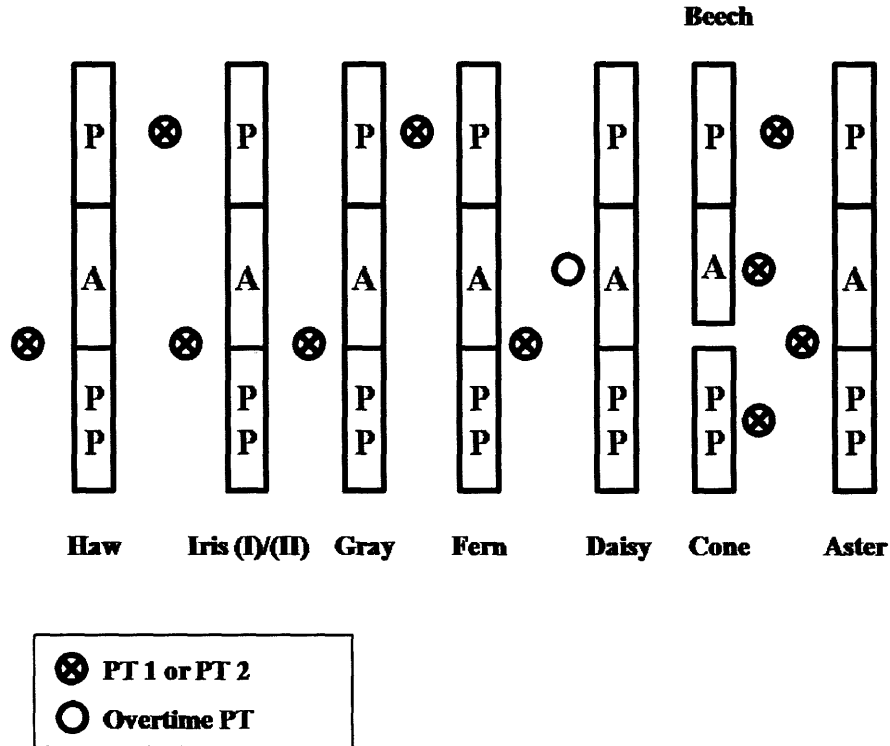 Beech
P P P P P P P
A A A A A A A
P P P P P P P
P P P P P P P
Haw Iris (I)/(II) Gray Fern Daisy Cone Aster
PT 1 or PT 2
Overtime PT